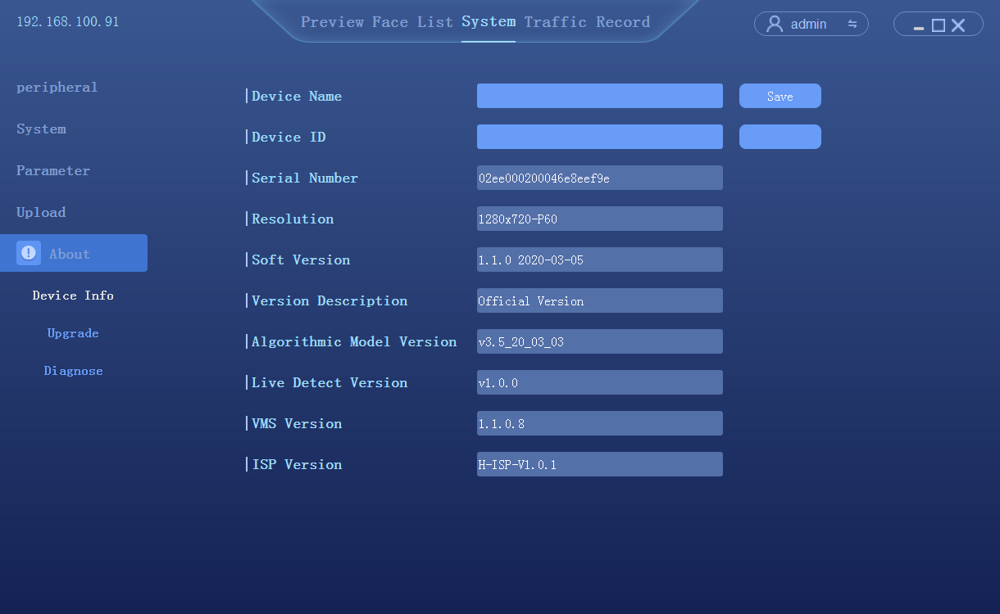 192.168.100.91
Preview Face List System Traffic Record
admin
peripheral
System
Parameter
Upload
About
Device Info
Upgrade
Diagnose
Device Name
Save
Device ID
Serial Number 02ee000200046e8eef9e
Resolution 1280x720-P60
Soft Version 1.1.0 2020-03-05
Version Description Official Version
Algorithmic Model Version v3.5_20_03_03
Live Detect Version v1.0.0
VMS Version 1.1.0.8
ISP Version H-ISP-V1.0.1